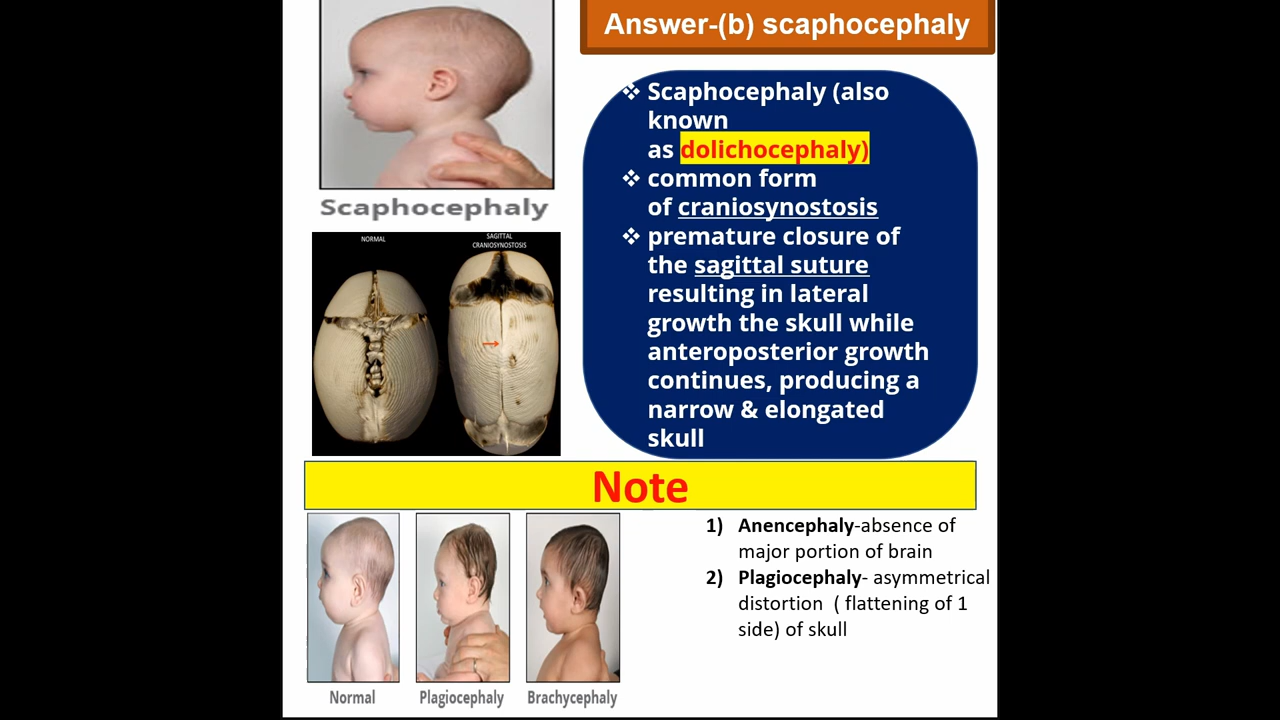 Answer-(b) scaphocephaly
Scaphocephaly
NORMAL
SAGITTAL
CRANIOSYNOSTOSIS
❖ Scaphocephaly (also
known
as dolichocephaly)
❖ common form
of craniosynostosis
❖ premature closure of
the sagittal suture
resulting in lateral
growth the skull while
anteroposterior growth
continues, producing a
narrow & elongated
skull
Note
1) Anencephaly-absence of
major portion of brain
2) Plagiocephaly- asymmetrical
distortion ( flattening of 1
side) of skull
Normal
Plagiocephaly
Brachycephaly